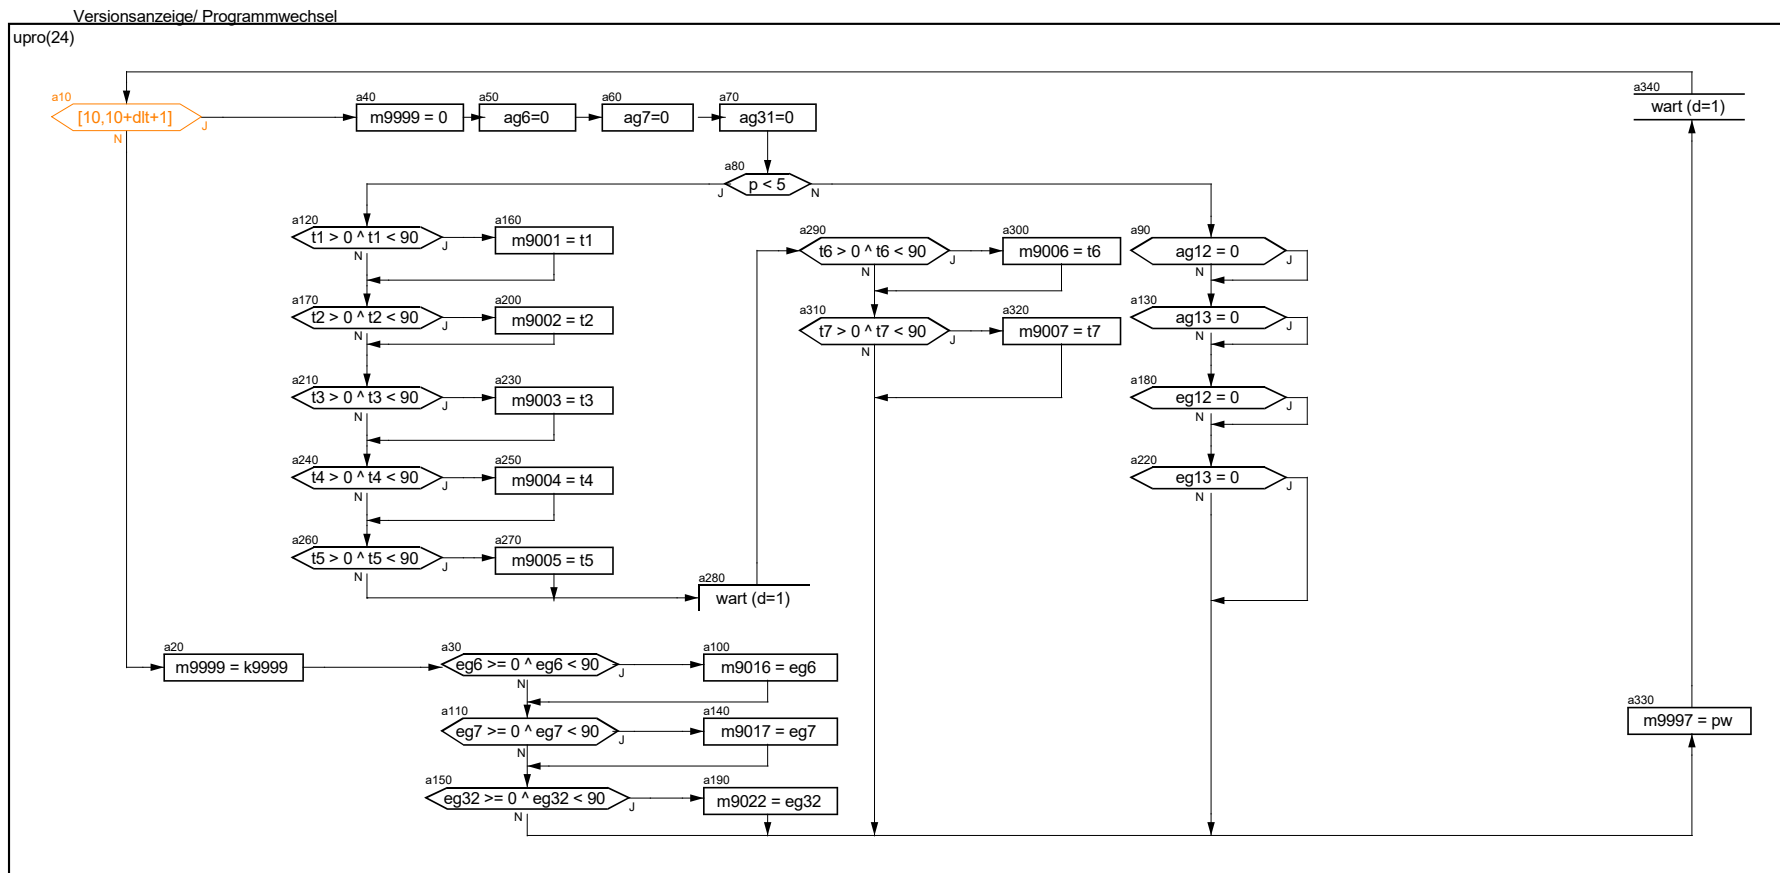 Versionsanzeige/ Programmwechsel
upro(24)
a10
[10,10+dlt+1]
J
N
a40
m9999 = 0
a50
ag6=0
a60
ag7=0
a70
ag31=0
a340
wart (d=1)
a80
p < 5
J
N
a120
t1 > 0 ^ t1 < 90
J
N
a160
m9001 = t1
a170
t2 > 0 ^ t2 < 90
J
N
a200
m9002 = t2
a210
t3 > 0 ^ t3 < 90
J
N
a230
m9003 = t3
a240
t4 > 0 ^ t4 < 90
J
N
a250
m9004 = t4
a260
t5 > 0 ^ t5 < 90
J
N
a270
m9005 = t5
a280
wart (d=1)
a290
t6 > 0 ^ t6 < 90
J
N
a300
m9006 = t6
a310
t7 > 0 ^ t7 < 90
J
N
a320
m9007 = t7
a90
ag12 = 0
J
N
a130
ag13 = 0
J
N
a180
eg12 = 0
J
N
a220
eg13 = 0
J
N
a20
m9999 = k9999
a30
eg6 >= 0 ^ eg6 < 90
J
N
a100
m9016 = eg6
a110
eg7 >= 0 ^ eg7 < 90
J
N
a140
m9017 = eg7
a150
eg32 >= 0 ^ eg32 < 90
J
N
a190
m9022 = eg32
a330
m9997 = pw